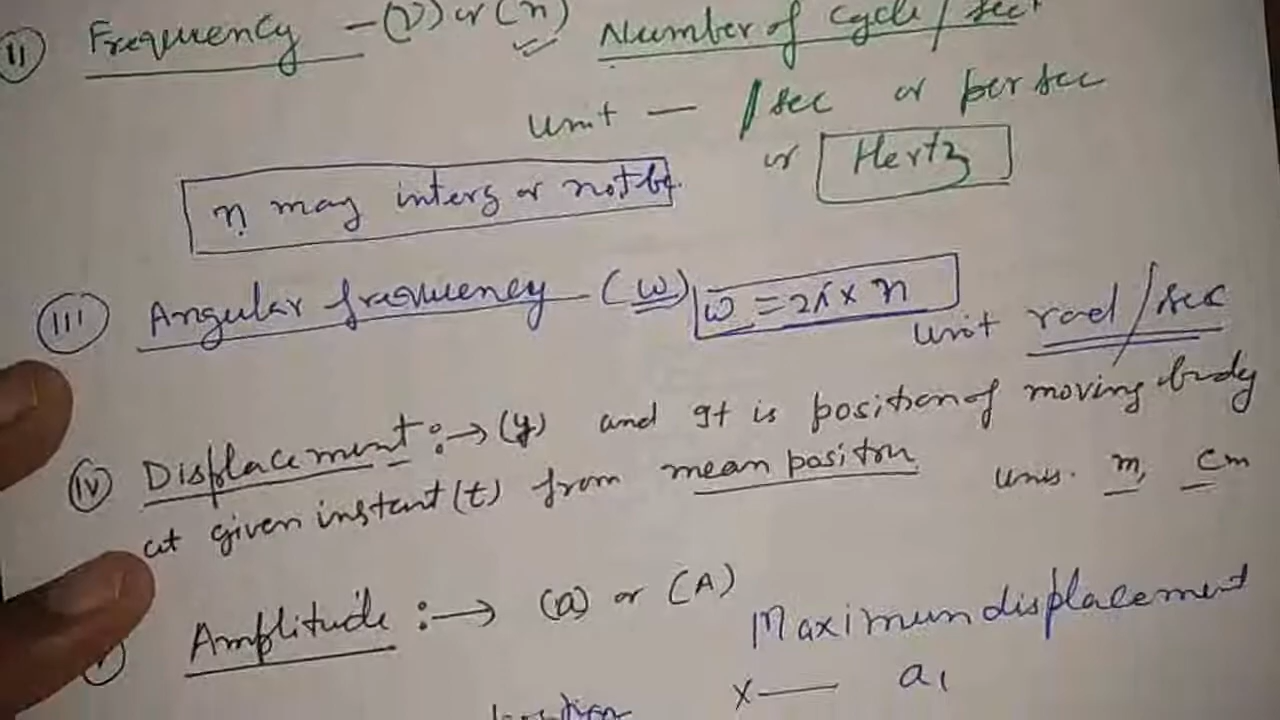 (ii) Frequency - (ν) or (n) Number of cycle / sec
unit — /sec or per sec
or Hertz
n may interg or not be.
(iii) Angular frequency - (ω) ω = 2π × n
unit rad/sec
(iv) Displacement :→ (y) and It is position of moving body
at given instant (t) from mean positon unis. m, cm
Amplitude :→ (a) or (A)
Maximum displacement
x — a